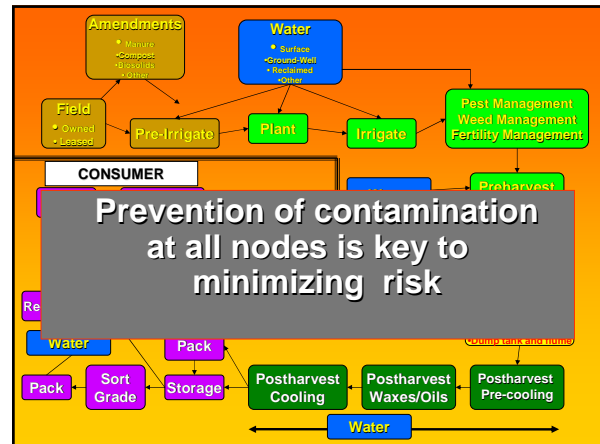 Amendments
• Manure
•Compost
•Biosolids
• Other
Water
• Surface
•Ground-Well
• Reclaimed
•Other
Field
• Owned
• Leased
Pre-Irrigate
Plant
Irrigate
Pest Management
Weed Management
Fertility Management
CONSUMER
Preharvest
Prevention of contamination
at all nodes is key to
minimizing risk
Re
Water
•Dump tank and flume
Pack
Pack
Sort
Grade
Storage
Postharvest
Cooling
Postharvest
Waxes/Oils
Postharvest
Pre-cooling
Water